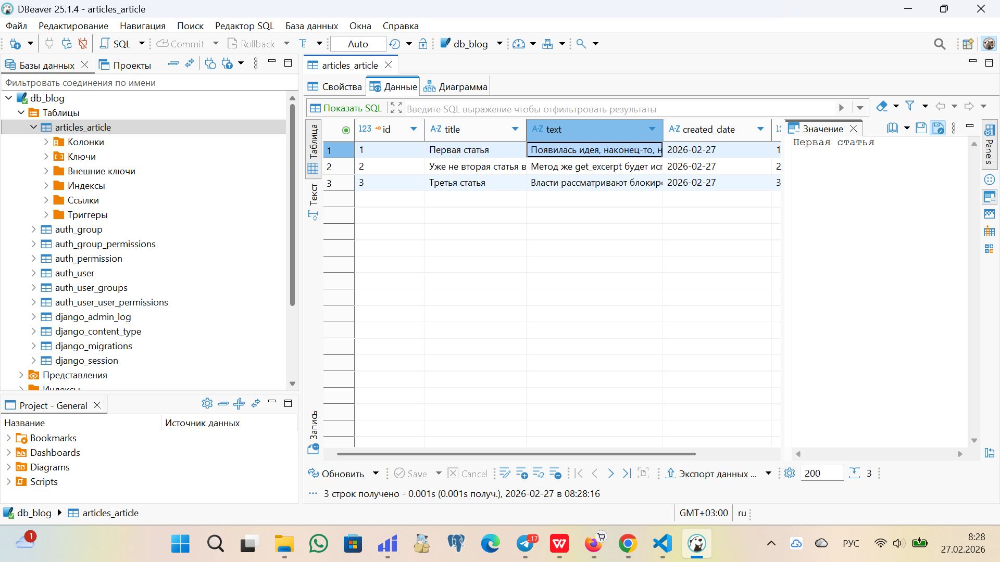 DBeaver 25.1.4 - articles_article
Файл Редактирование Навигация Поиск Редактор SQL База данных Окна Справка
SQL Commit Rollback Auto db_blog
Базы данных Проекты
Фильтровать соединения по имени
db_blog
Таблицы
articles_article
Колонки
Ключи
Внешние ключи
Индексы
Ссылки
Триггеры
auth_group
auth_group_permissions
auth_permission
auth_user
auth_user_groups
auth_user_user_permissions
django_admin_log
django_content_type
django_migrations
django_session
Представления
Индексы
Project - General
Название Источник данных
Bookmarks
Dashboards
Diagrams
Scripts
articles_article
Свойства Данные Диаграмма
Показать SQL Введите SQL выражение чтобы отфильтровать результаты
Таблица
Текст
Запись
123 id A-Z title A-Z text A-Z created_date 12
1 1 Первая статья Появилась идея, наконец-то, н 2026-02-27 1
2 2 Уже не вторая статья в Метод же get_excerpt будет исп 2026-02-27 2
3 3 Третья статья Власти рассматривают блокиро 2026-02-27 3
Значение
Первая статья
Panels
Обновить Save Cancel Экспорт данных ... 200 3
3 строк получено - 0.001s (0.001s получ.), 2026-02-27 в 08:28:16
db_blog articles_article
GMT+03:00 ru
1
..17
РУС
8:28
27.02.2026